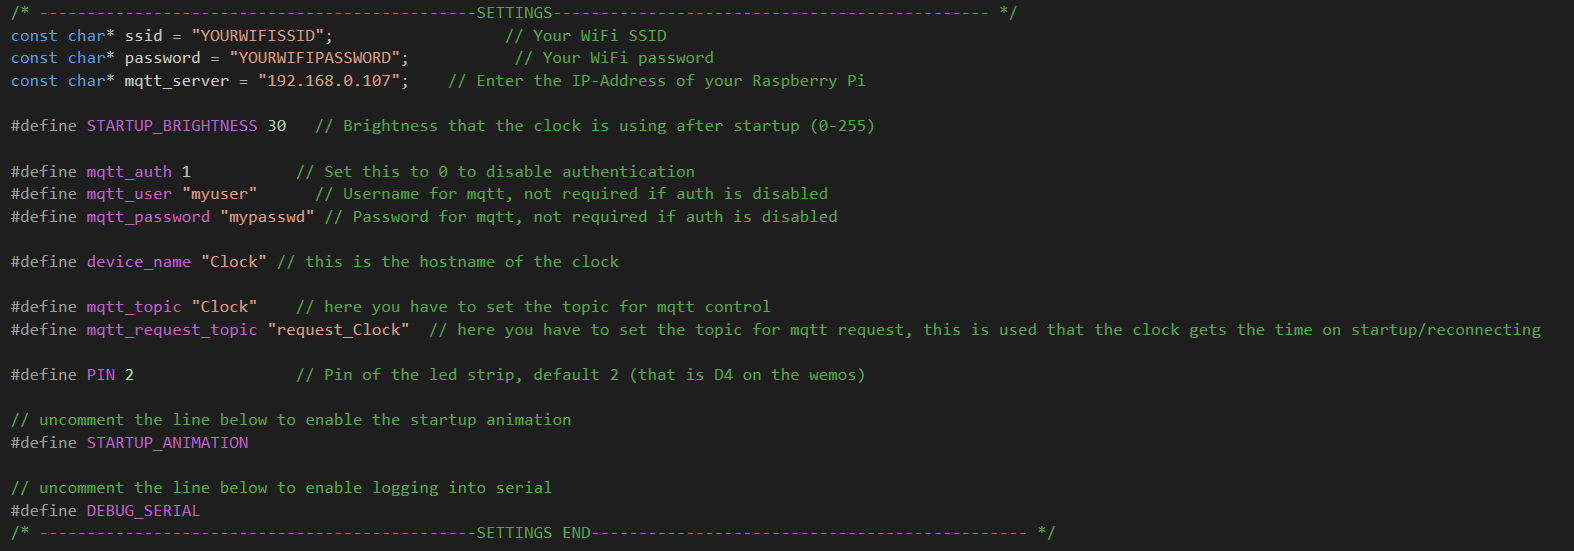 /* ----------------------------------------------SETTINGS---------------------------------------------- */
const char* ssid = "YOURWIFISSID";                  // Your WiFi SSID
const char* password = "YOURWIFIPASSWORD";           // Your WiFi password
const char* mqtt_server = "192.168.0.107";    // Enter the IP-Address of your Raspberry Pi
#define STARTUP_BRIGHTNESS 30   // Brightness that the clock is using after startup (0-255)
#define mqtt_auth 1           // Set this to 0 to disable authentication
#define mqtt_user "myuser"      // Username for mqtt, not required if auth is disabled
#define mqtt_password "mypasswd" // Password for mqtt, not required if auth is disabled
#define device_name "Clock" // this is the hostname of the clock
#define mqtt_topic "Clock"    // here you have to set the topic for mqtt control
#define mqtt_request_topic "request_Clock"  // here you have to set the topic for mqtt request, this is used that the clock gets the time on startup/reconnecting
#define PIN 2                 // Pin of the led strip, default 2 (that is D4 on the wemos)
// uncomment the line below to enable the startup animation
#define STARTUP_ANIMATION
// uncomment the line below to enable logging into serial
#define DEBUG_SERIAL
/* ----------------------------------------------SETTINGS END---------------------------------------------- */